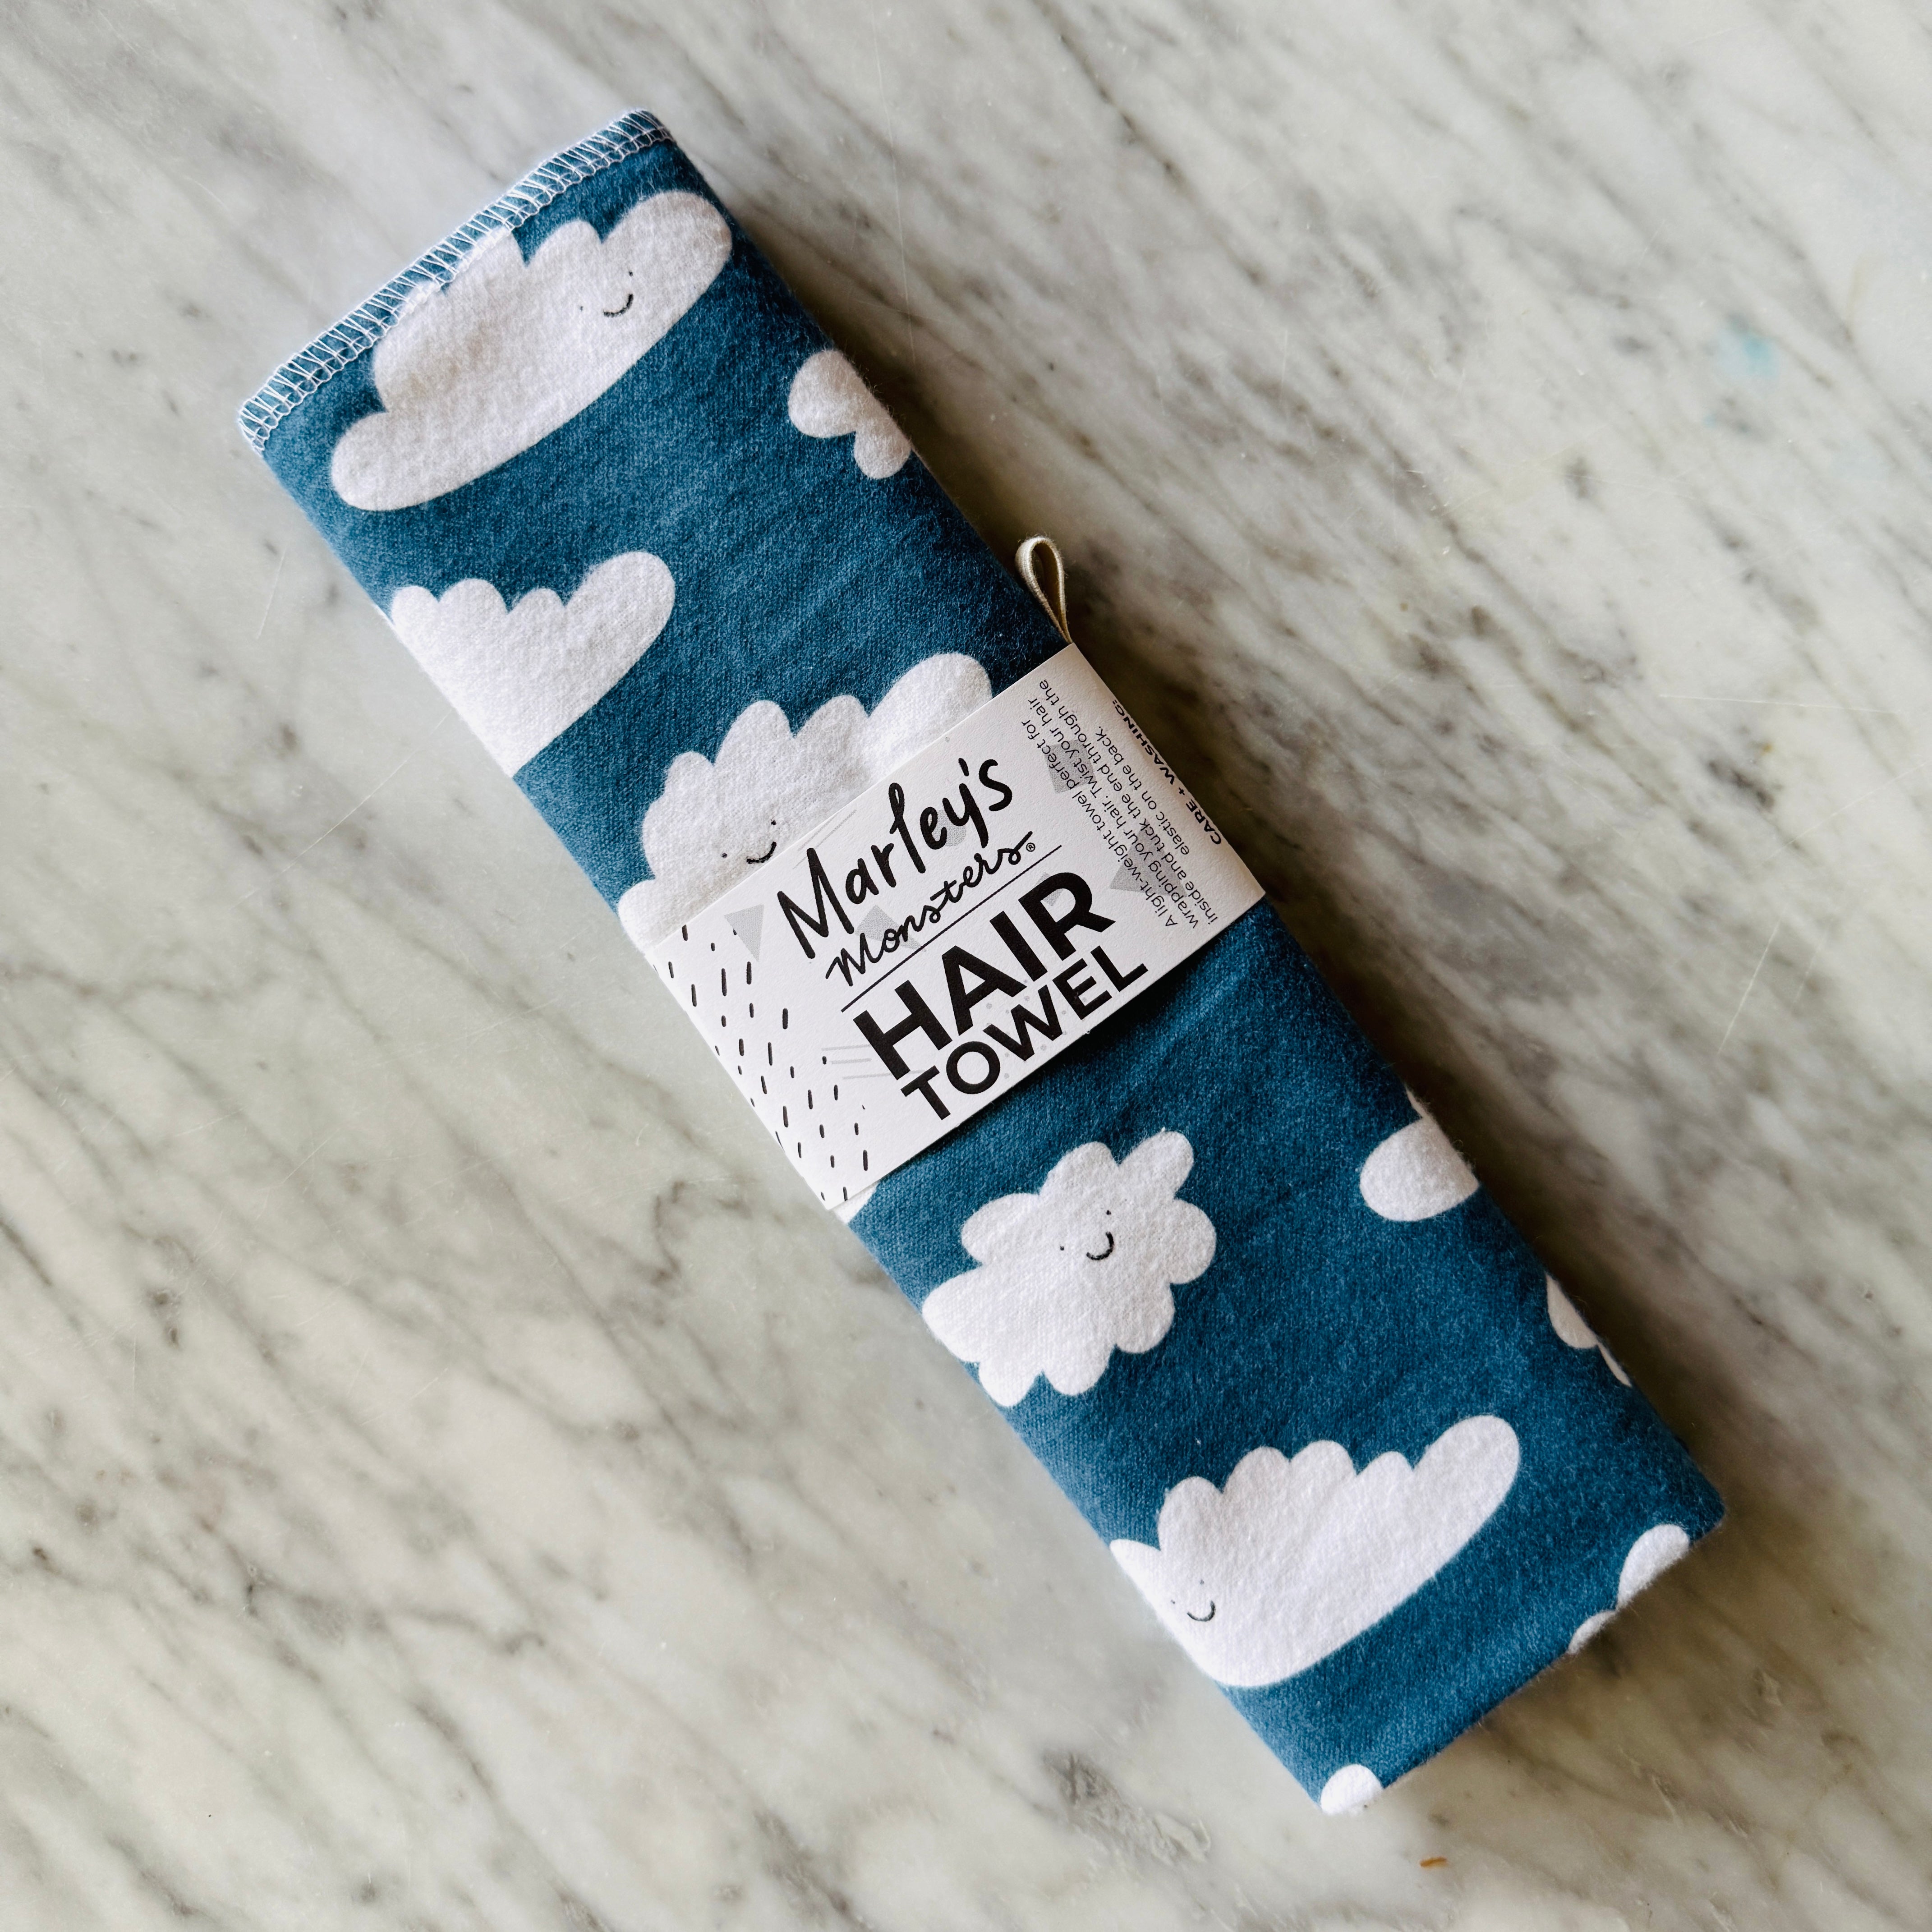 Marley's
Monsters®
HAIR
TOWEL
A light-weight towel perfect for
wrapping your hair. Twist your hair
inside and tuck the end through the
elastic on the back.
CARE + WASHING: